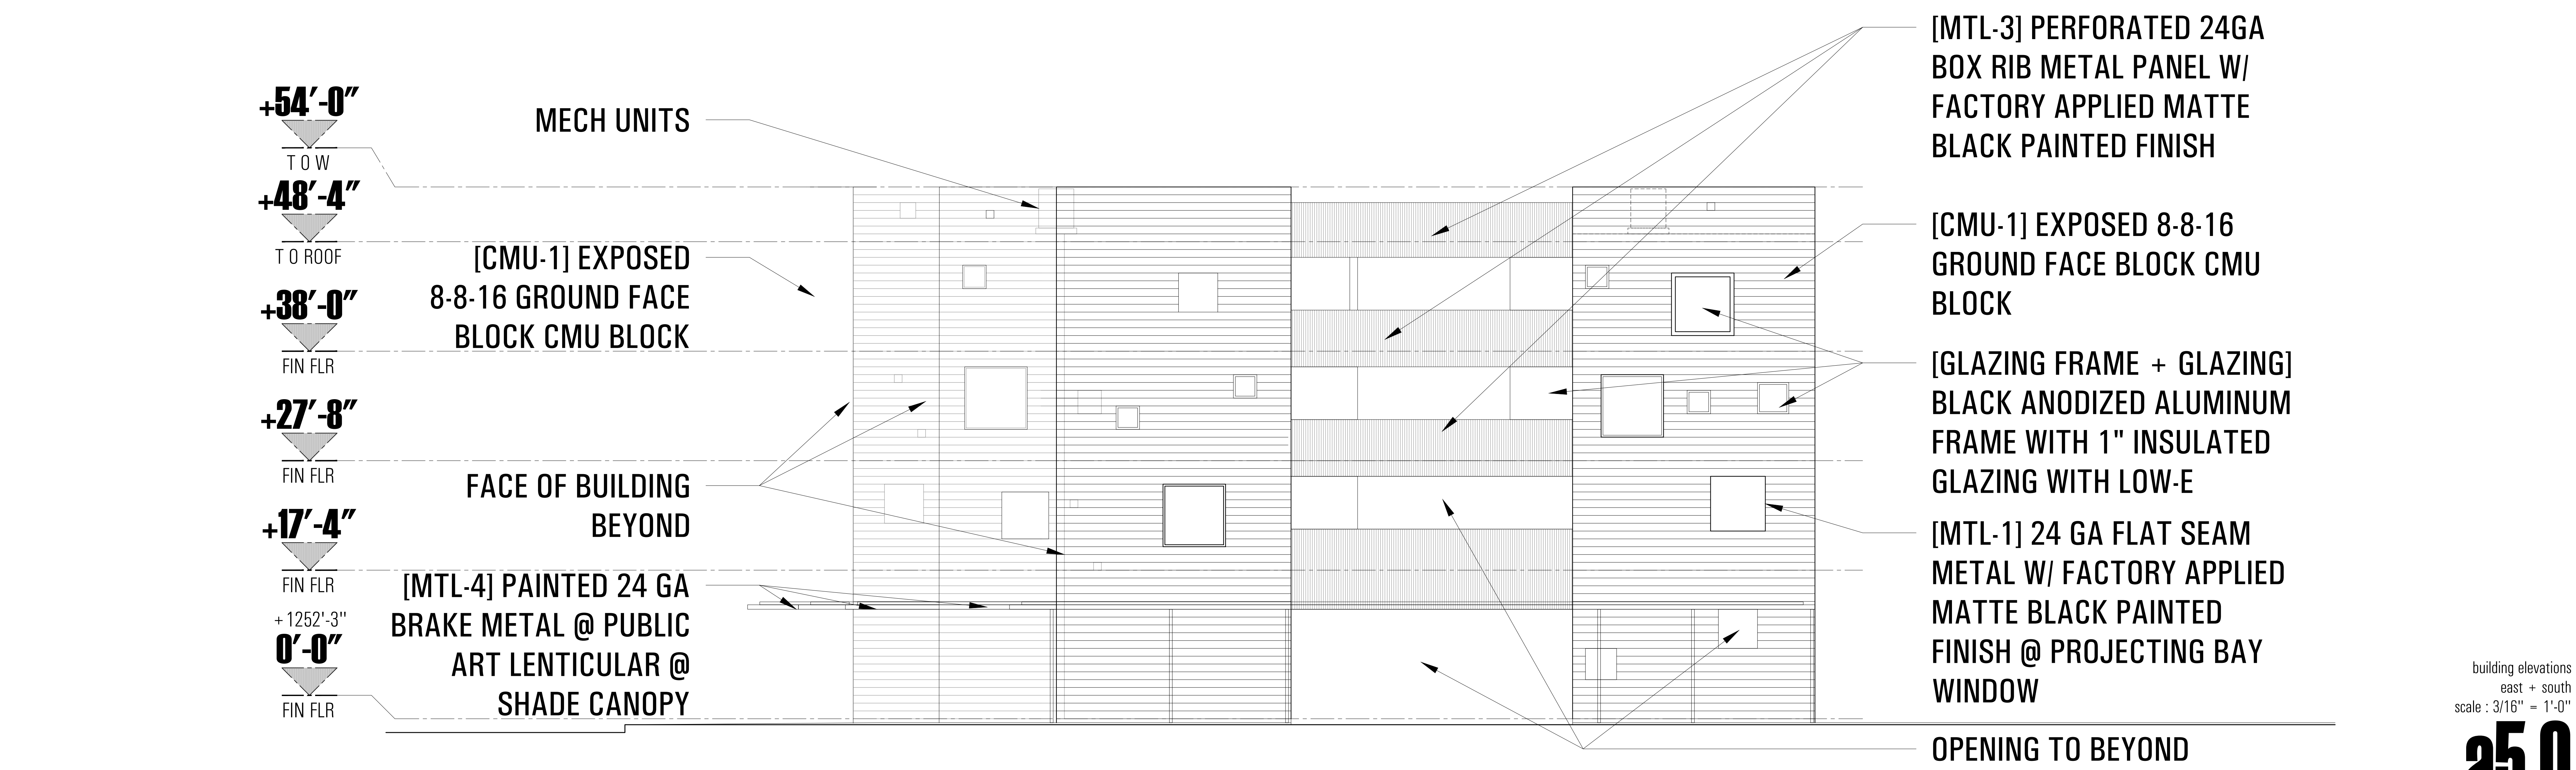 +54'-0"
T O W
+48'-4"
T O ROOF
+38'-0"
FIN FLR
+27'-8"
FIN FLR
+17'-4"
FIN FLR
+1252'-3"
0'-0"
FIN FLR
MECH UNITS
[CMU-1] EXPOSED
8-8-16 GROUND FACE
BLOCK CMU BLOCK
FACE OF BUILDING
BEYOND
[MTL-4] PAINTED 24 GA
BRAKE METAL @ PUBLIC
ART LENTICULAR @
SHADE CANOPY
[MTL-3] PERFORATED 24GA
BOX RIB METAL PANEL W/
FACTORY APPLIED MATTE
BLACK PAINTED FINISH
[CMU-1] EXPOSED 8-8-16
GROUND FACE BLOCK CMU
BLOCK
[GLAZING FRAME + GLAZING]
BLACK ANODIZED ALUMINUM
FRAME WITH 1" INSULATED
GLAZING WITH LOW-E
[MTL-1] 24 GA FLAT SEAM
METAL W/ FACTORY APPLIED
MATTE BLACK PAINTED
FINISH @ PROJECTING BAY
WINDOW
OPENING TO BEYOND
building elevations
east + south
scale : 3/16" = 1'-0"